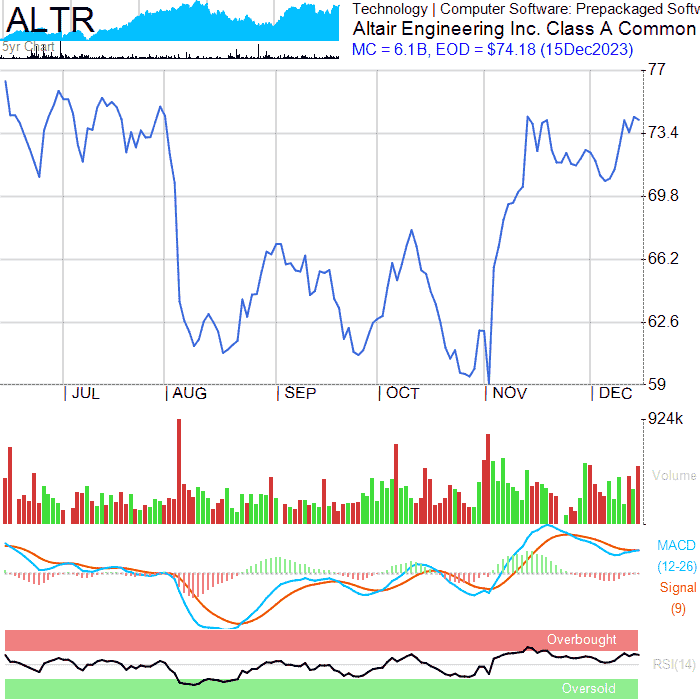 ALTR
5yr Chart
Technology | Computer Software: Prepackaged Softw
Altair Engineering Inc. Class A Common
MC = 6.1B, EOD = $74.18 (15Dec2023)
77
73.4
69.8
66.2
62.6
59
JUL AUG SEP OCT NOV DEC
924k
Volume
MACD
(12-26)
Signal
(9)
Overbought
RSI(14)
Oversold